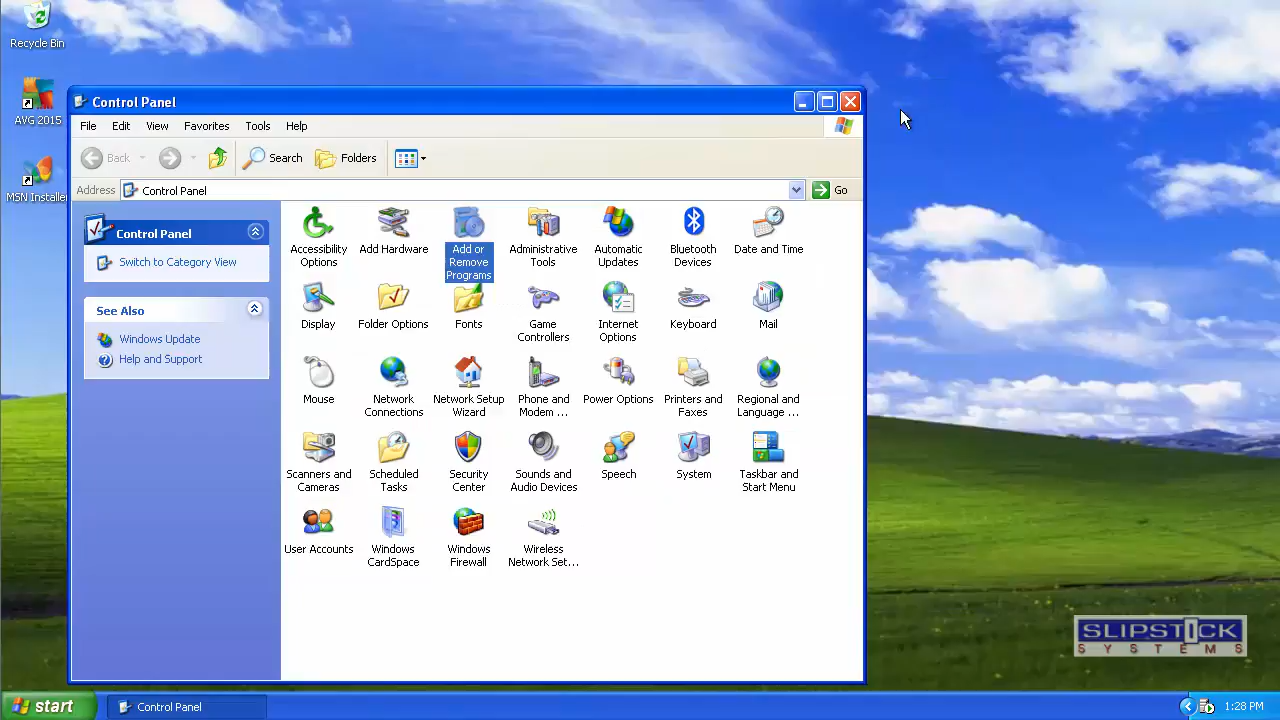 Recycle Bin
AVG 2015
MSN Installe
Control Panel
File Edit View Favorites Tools Help
Back Search Folders
Address Control Panel Go
Control Panel
Switch to Category View
See Also
Windows Update
Help and Support
Accessibility
Options
Add Hardware
Add or
Remove
Programs
Administrative
Tools
Automatic
Updates
Bluetooth
Devices
Date and Time
Display
Folder Options
Fonts
Game
Controllers
Internet
Options
Keyboard
Mail
Mouse
Network
Connections
Network Setup
Wizard
Phone and
Modem ...
Power Options
Printers and
Faxes
Regional and
Language ...
Scanners and
Cameras
Scheduled
Tasks
Security
Center
Sounds and
Audio Devices
Speech
System
Taskbar and
Start Menu
User Accounts
Windows
CardSpace
Windows
Firewall
Wireless
Network Set...
SLIPSTICK
SYSTEMS
start Control Panel 1:28 PM